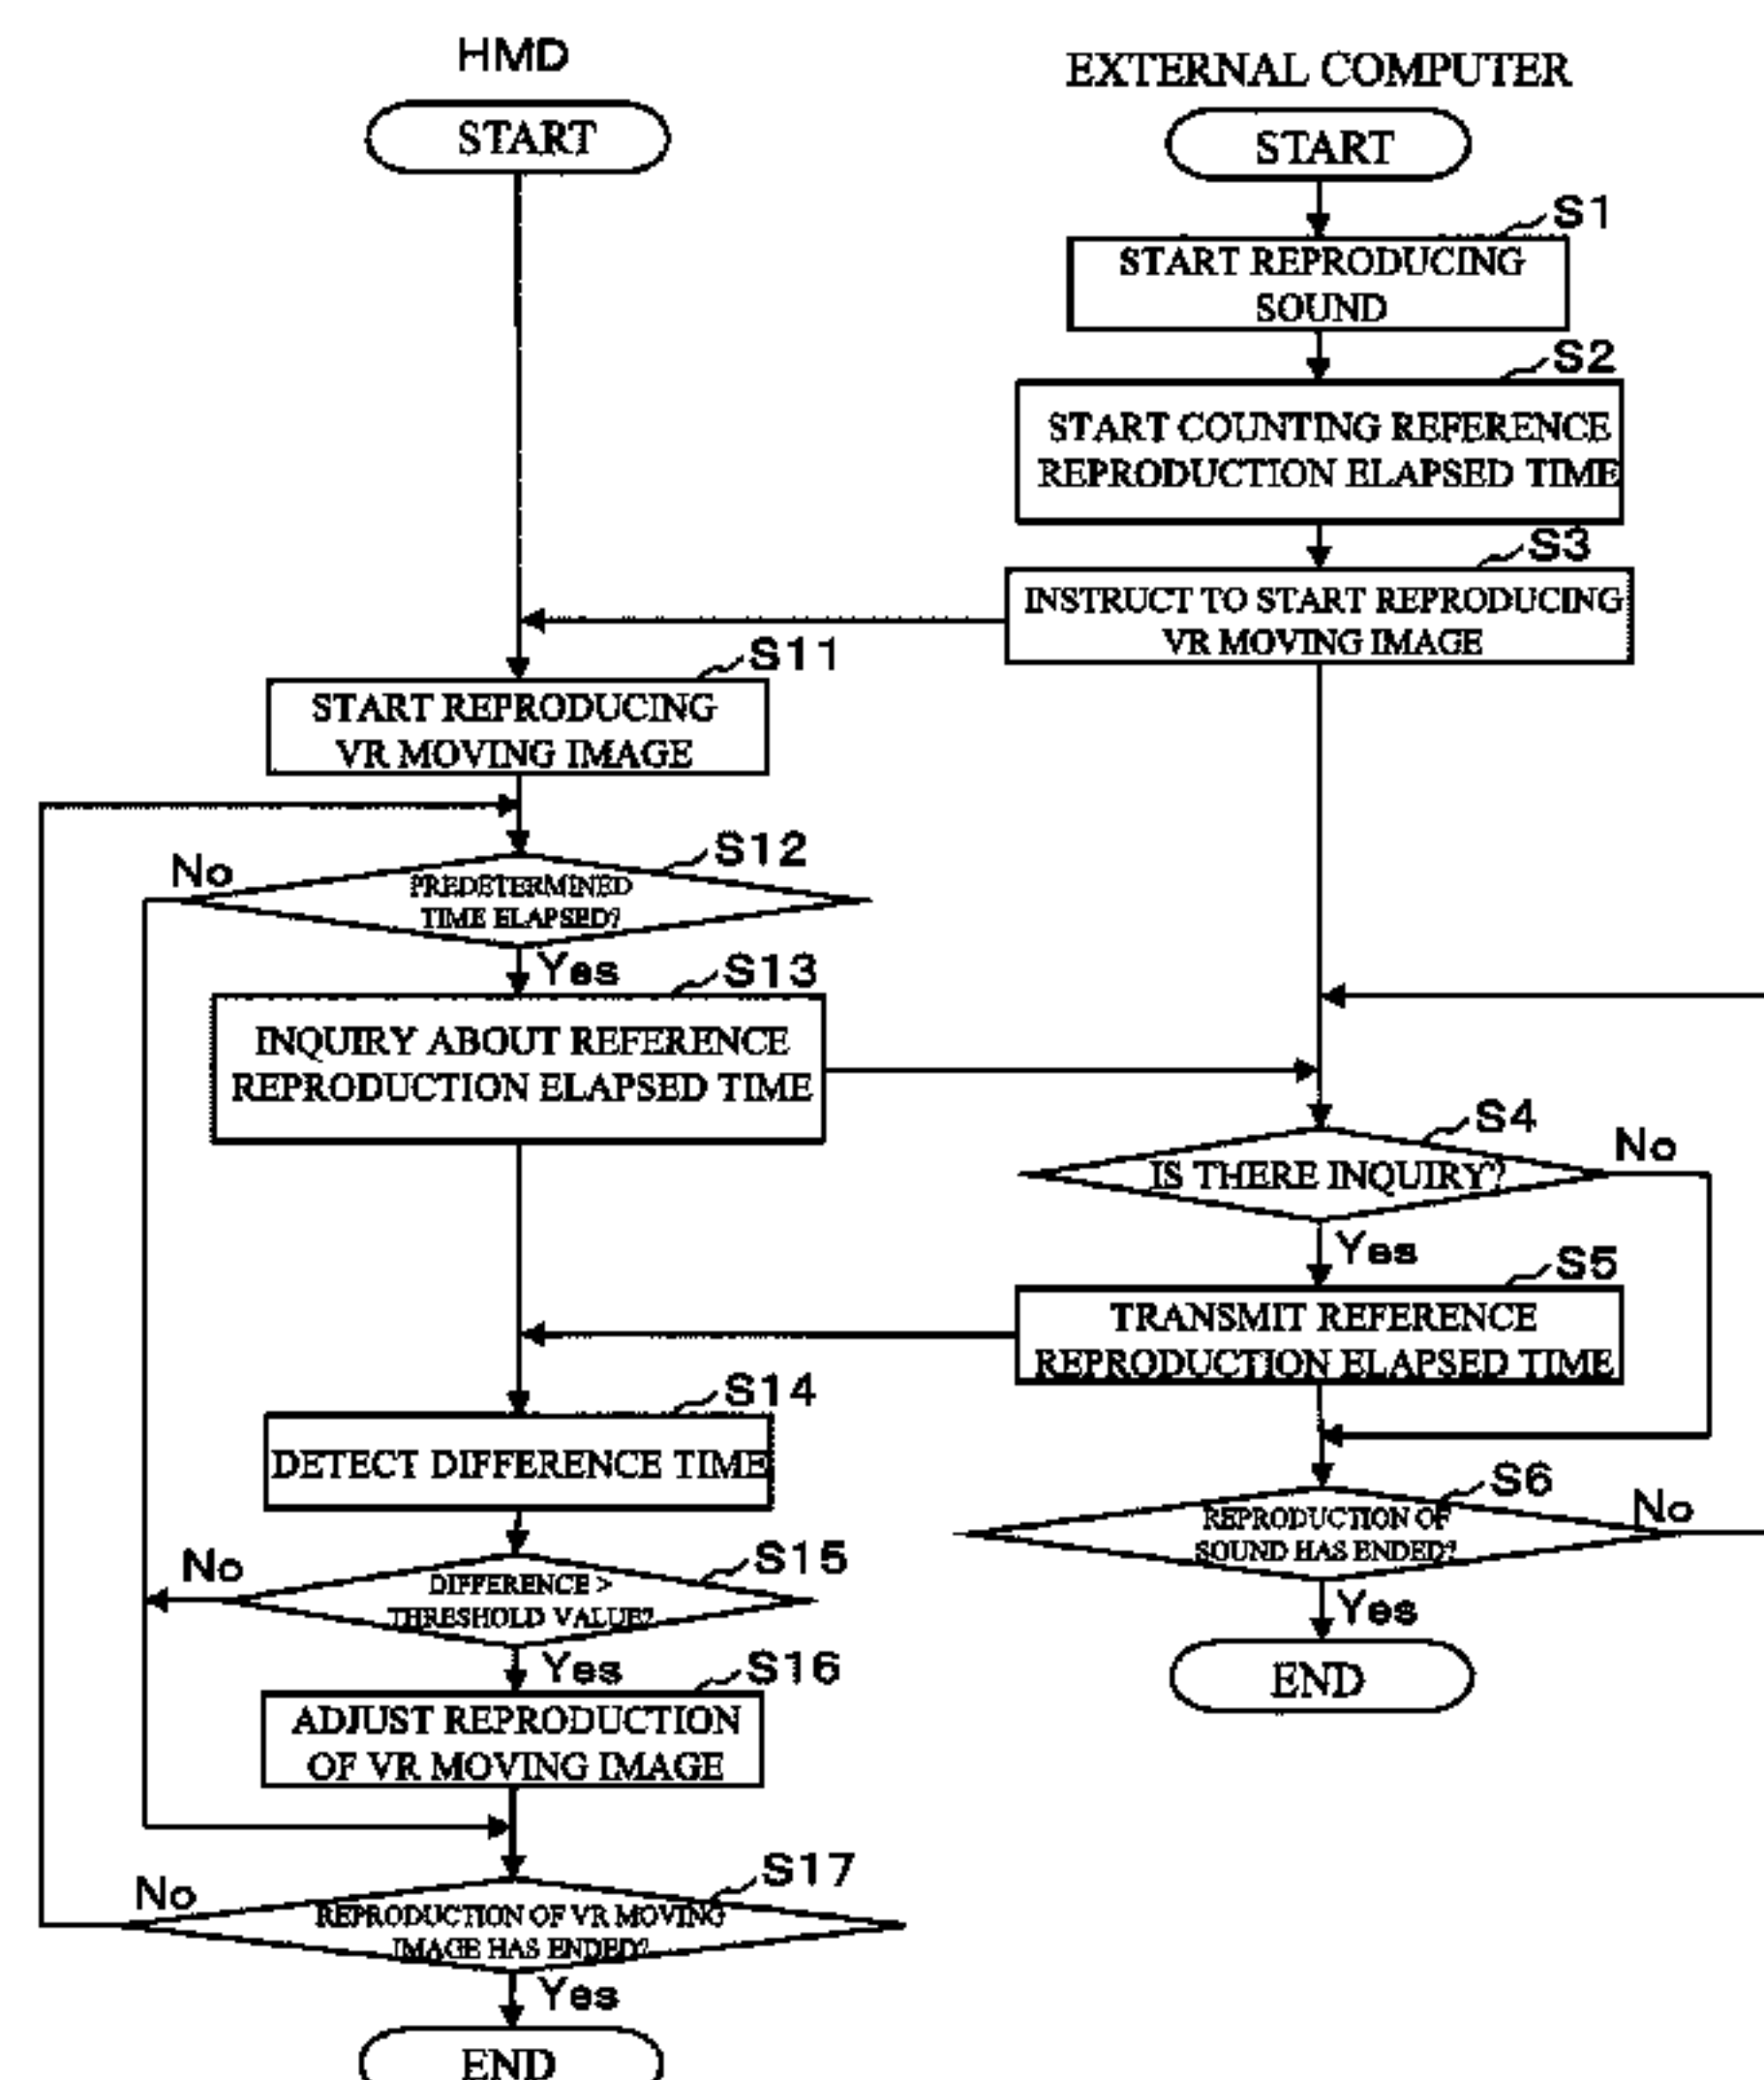 HMD
START
S11
START REPRODUCING
VR MOVING IMAGE
No
S12
PREDETERMINED
TIME ELAPSED?
Yes
S13
INQUIRY ABOUT REFERENCE
REPRODUCTION ELAPSED TIME
S14
DETECT DIFFERENCE TIME
No
S15
DIFFERENCE >
THRESHOLD VALUE?
Yes
S16
ADJUST REPRODUCTION
OF VR MOVING IMAGE
No
S17
REPRODUCTION OF VR MOVING
IMAGE HAS ENDED?
Yes
END
EXTERNAL COMPUTER
START
S1
START REPRODUCING
SOUND
S2
START COUNTING REFERENCE
REPRODUCTION ELAPSED TIME
S3
INSTRUCT TO START REPRODUCING
VR MOVING IMAGE
S4
IS THERE INQUIRY?
No
Yes
S5
TRANSMIT REFERENCE
REPRODUCTION ELAPSED TIME
S6
REPRODUCTION OF
SOUND HAS ENDED?
No
Yes
END